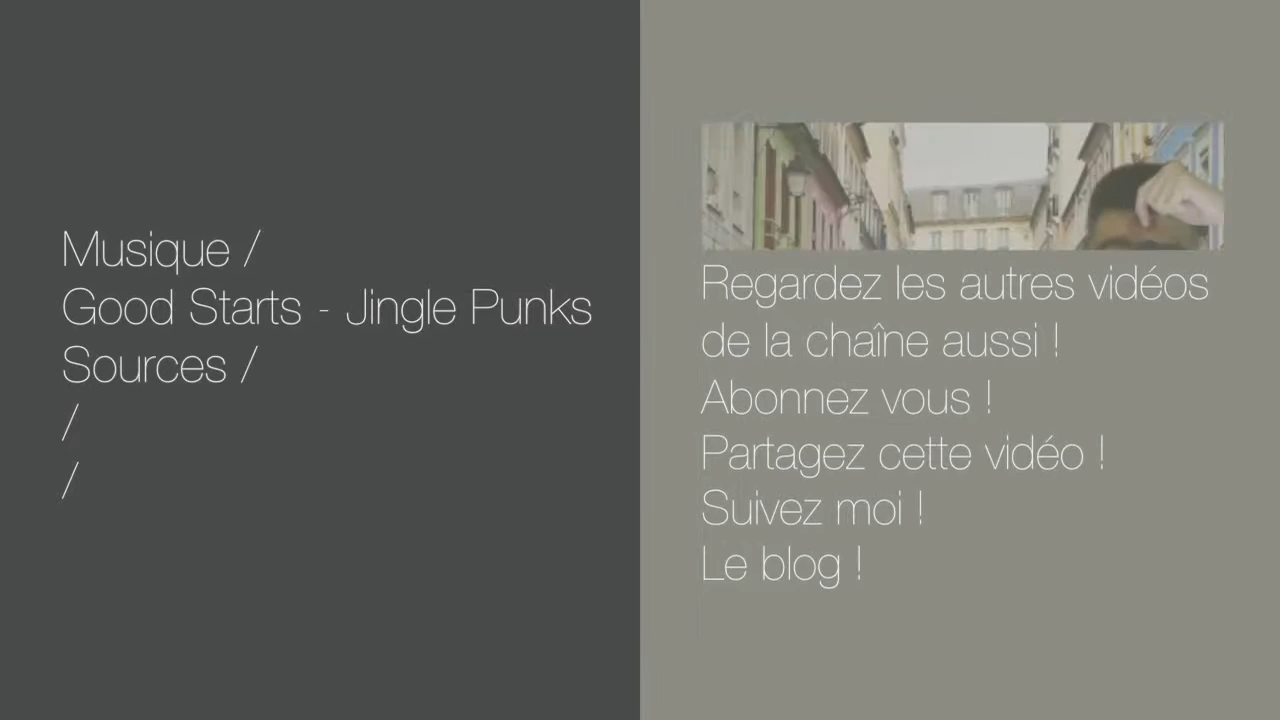 Musique /
Good Starts - Jingle Punks
Sources /
/
/
Regardez les autres vidéos
de la chaîne aussi !
Abonnez vous !
Partagez cette vidéo !
Suivez moi !
Le blog !